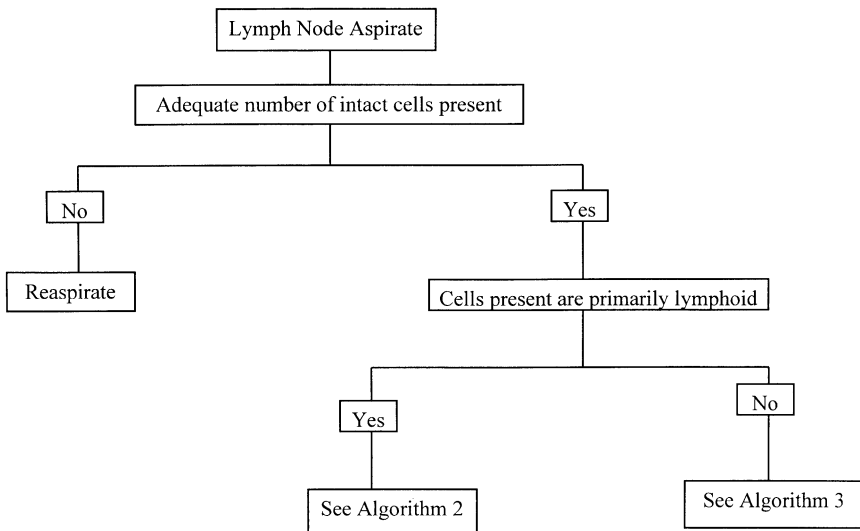 Lymph Node Aspirate
Adequate number of intact cells present
No
Yes
Reaspirate
Cells present are primarily lymphoid
Yes
No
See Algorithm 2
See Algorithm 3